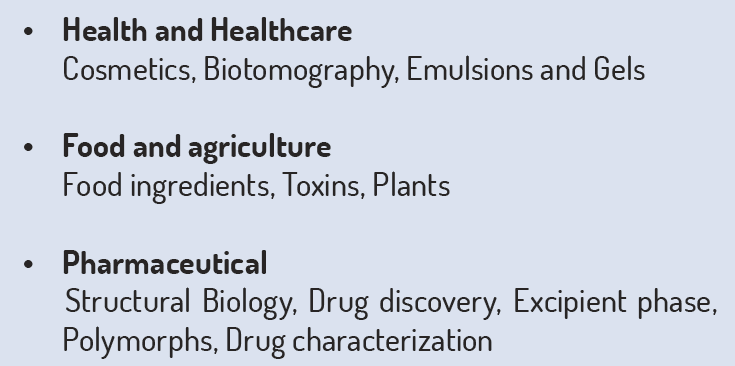 • Health and Healthcare
Cosmetics, Biotomography, Emulsions and Gels
• Food and agriculture
Food ingredients, Toxins, Plants
• Pharmaceutical
Structural Biology, Drug discovery, Excipient phase,
Polymorphs, Drug characterization